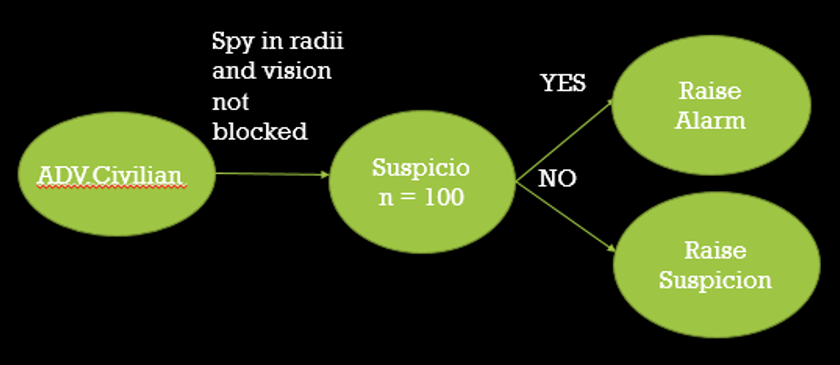 Spy in radii
and vision
not
blocked
ADV.Civilian
Suspicio
n = 100
YES
NO
Raise
Alarm
Raise
Suspicion